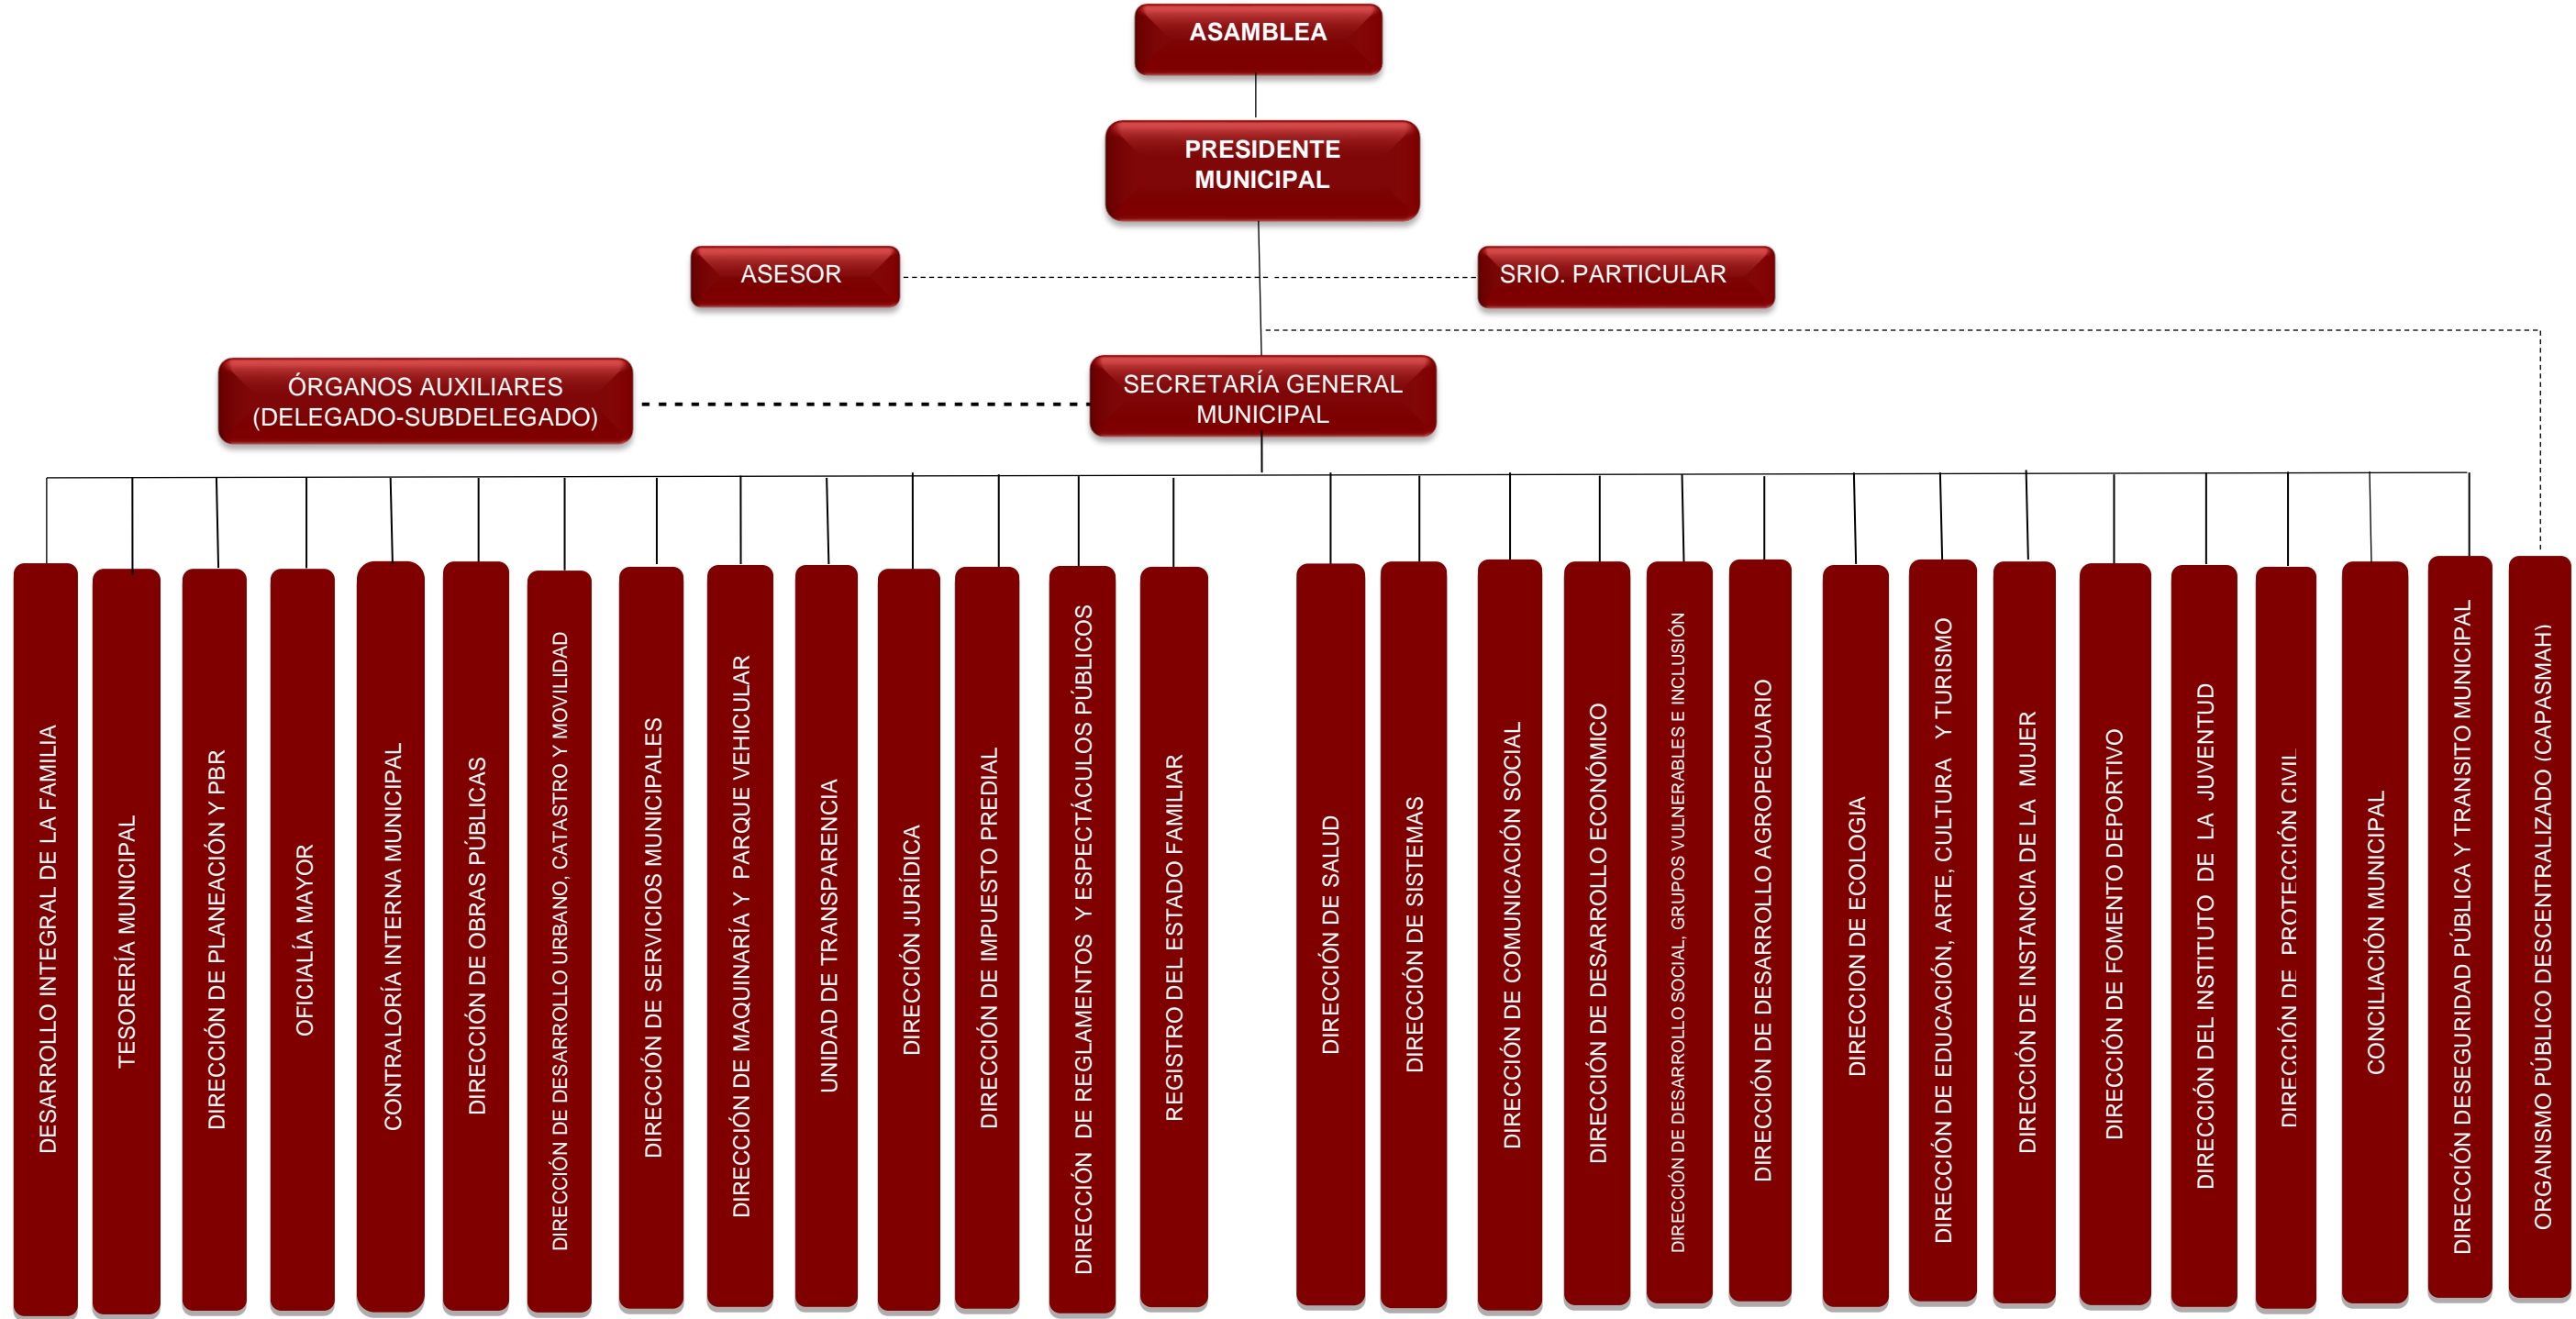 ASAMBLEA
PRESIDENTE
MUNICIPAL
ASESOR
SRIO. PARTICULAR
ÓRGANOS AUXILIARES
(DELEGADO-SUBDELEGADO)
SECRETARÍA GENERAL
MUNICIPAL
DESARROLLO INTEGRAL DE LA FAMILIA
TESORERÍA MUNICIPAL
DIRECCIÓN DE PLANEACIÓN Y PBR
OFICIALÍA MAYOR
CONTRALORÍA INTERNA MUNICIPAL
DIRECCIÓN DE OBRAS PÚBLICAS
DIRECCIÓN DE DESARROLLO URBANO, CATASTRO Y MOVILIDAD
DIRECCIÓN DE SERVICIOS MUNICIPALES
DIRECCIÓN DE MAQUINARÍA Y PARQUE VEHICULAR
UNIDAD DE TRANSPARENCIA
DIRECCIÓN JURÍDICA
DIRECCIÓN DE IMPUESTO PREDIAL
DIRECCIÓN DE REGLAMENTOS Y ESPECTÁCULOS PÚBLICOS
REGISTRO DEL ESTADO FAMILIAR
DIRECCIÓN DE SALUD
DIRECCIÓN DE SISTEMAS
DIRECCIÓN DE COMUNICACIÓN SOCIAL
DIRECCIÓN DE DESARROLLO ECONÓMICO
DIRECCIÓN DE DESARROLLO SOCIAL, GRUPOS VULNERABLES E INCLUSIÓN
DIRECCIÓN DE DESARROLLO AGROPECUARIO
DIRECCION DE ECOLOGIA
DIRECCIÓN DE EDUCACIÓN, ARTE, CULTURA Y TURISMO
DIRECCIÓN DE INSTANCIA DE LA MUJER
DIRECCIÓN DE FOMENTO DEPORTIVO
DIRECCIÓN DEL INSTITUTO DE LA JUVENTUD
DIRECCIÓN DE PROTECCIÓN CIVIL
CONCILIACIÓN MUNICIPAL
DIRECCIÓN DESEGURIDAD PÚBLICA Y TRANSITO MUNICIPAL
ORGANISMO PÚBLICO DESCENTRALIZADO (CAPASMAH)